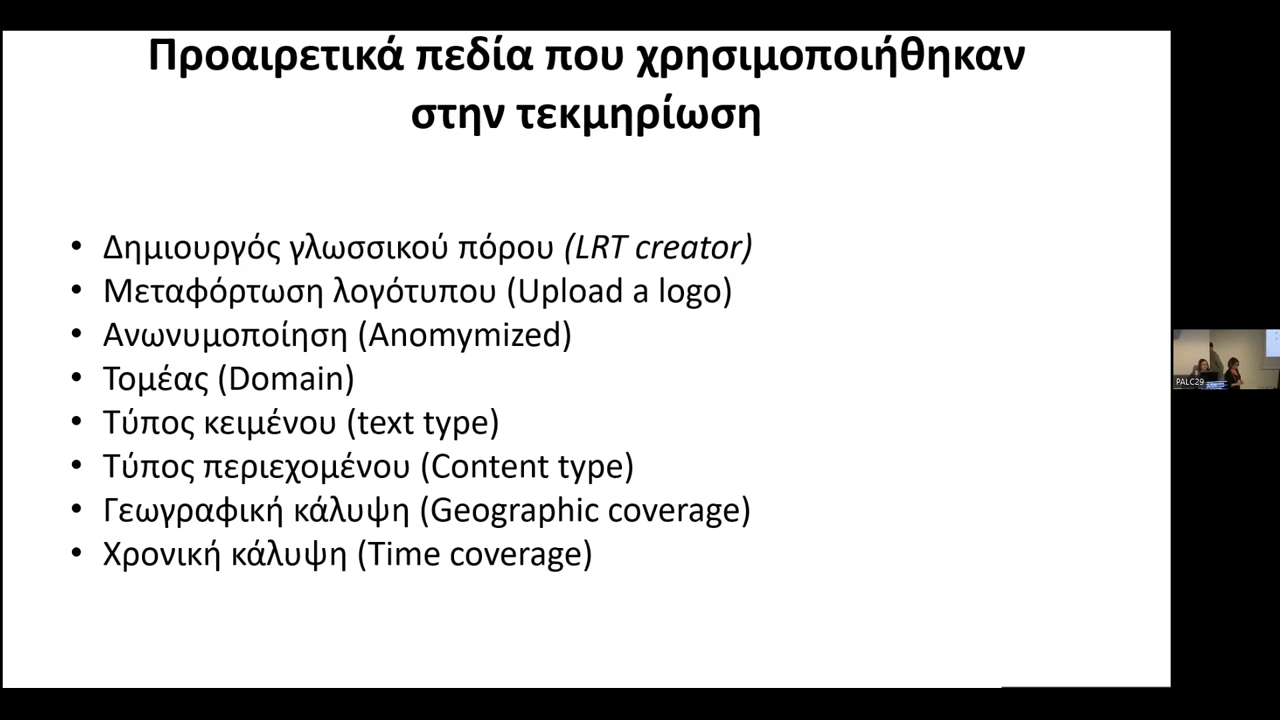 Προαιρετικά πεδία που χρησιμοποιήθηκαν
στην τεκμηρίωση
• Δημιουργός γλωσσικού πόρου (LRT creator)
• Μεταφόρτωση λογότυπου (Upload a logo)
• Ανωνυμοποίηση (Anomymized)
• Τομέας (Domain)
• Τύπος κειμένου (text type)
• Τύπος περιεχομένου (Content type)
• Γεωγραφική κάλυψη (Geographic coverage)
• Χρονική κάλυψη (Time coverage)
PALC29